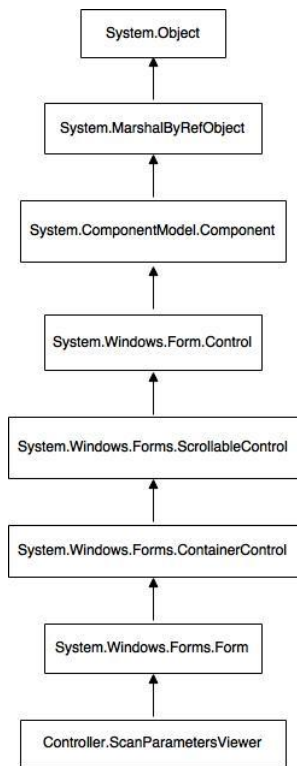 System.Object
System.MarshalByRefObject
System.ComponentModel.Component
System.Windows.Form.Control
System.Windows.Forms.ScrollableControl
System.Windows.Forms.ContainerControl
System.Windows.Forms.Form
Controller.ScanParametersViewer